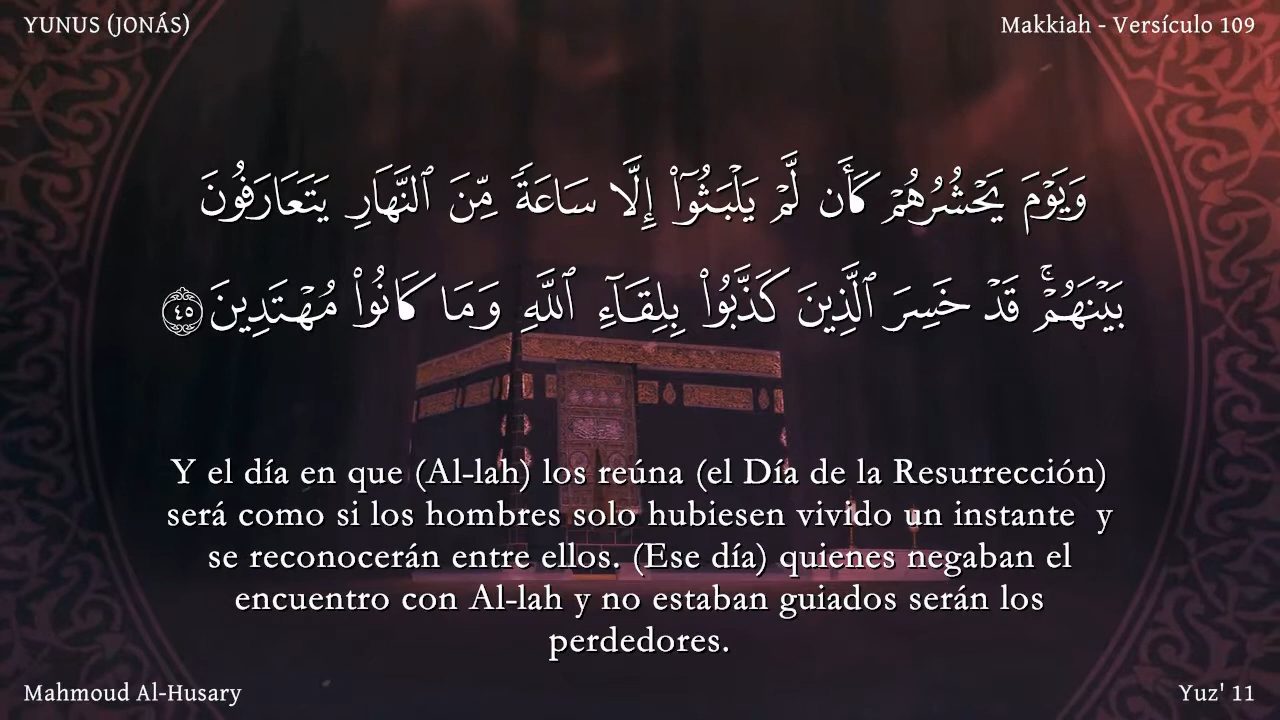 YUNUS (JONÁS)
Makkiah - Versículo 109
وَيَوْمَ يَحْشُرُهُمْ كَأَن لَّمْ يَلْبَثُوٓا۟ إِلَّا سَاعَةً مِّنَ ٱلنَّهَارِ يَتَعَارَفُونَ
بَيْنَهُمْ ۚ قَدْ خَسِرَ ٱلَّذِينَ كَذَّبُوا۟ بِلِقَآءِ ٱللَّهِ وَمَا كَانُوا۟ مُهْتَدِينَ ٤٥
Y el día en que (Al-lah) los reúna (el Día de la Resurrección)
será como si los hombres solo hubiesen vivido un instante y
se reconocerán entre ellos. (Ese día) quienes negaban el
encuentro con Al-lah y no estaban guiados serán los
perdedores.
Mahmoud Al-Husary
Yuz' 11